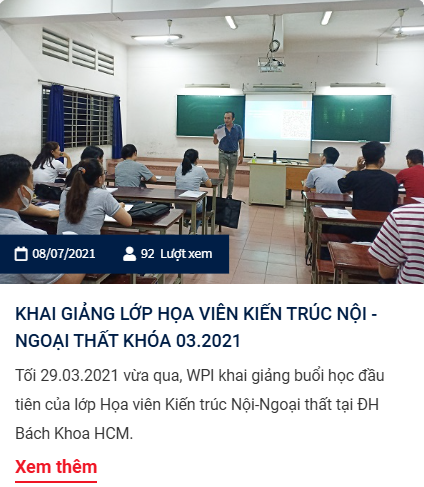 08/07/2021 92 Lượt xem
KHAI GIẢNG LỚP HỌA VIÊN KIẾN TRÚC NỘI -
NGOẠI THẤT KHÓA 03.2021
Tối 29.03.2021 vừa qua, WPI khai giảng buổi học đầu
tiên của lớp Họa viên Kiến trúc Nội-Ngoại thất tại ĐH
Bách Khoa HCM.
Xem thêm